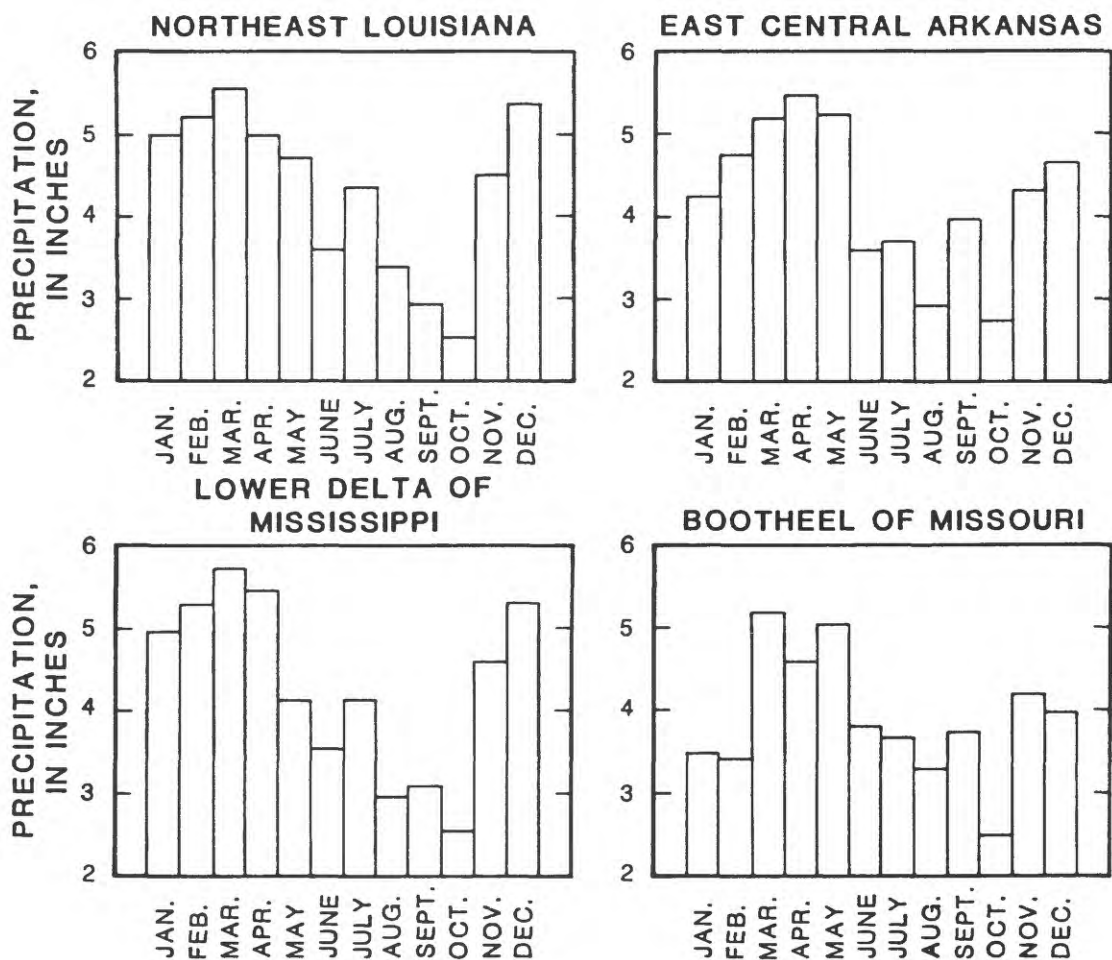 NORTHEAST LOUISIANA
PRECIPITATION,
IN INCHES
6
5
4
3
2
JAN.
FEB.
MAR.
APR.
MAY
JUNE
JULY
AUG.
SEPT.
OCT.
NOV.
DEC.
EAST CENTRAL ARKANSAS
6
5
4
3
2
JAN.
FEB.
MAR.
APR.
MAY
JUNE
JULY
AUG.
SEPT.
OCT.
NOV.
DEC.
LOWER DELTA OF
MISSISSIPPI
PRECIPITATION,
IN INCHES
6
5
4
3
2
JAN.
FEB.
MAR.
APR.
MAY
JUNE
JULY
AUG.
SEPT.
OCT.
NOV.
DEC.
BOOTHEEL OF MISSOURI
6
5
4
3
2
JAN.
FEB.
MAR.
APR.
MAY
JUNE
JULY
AUG.
SEPT.
OCT.
NOV.
DEC.